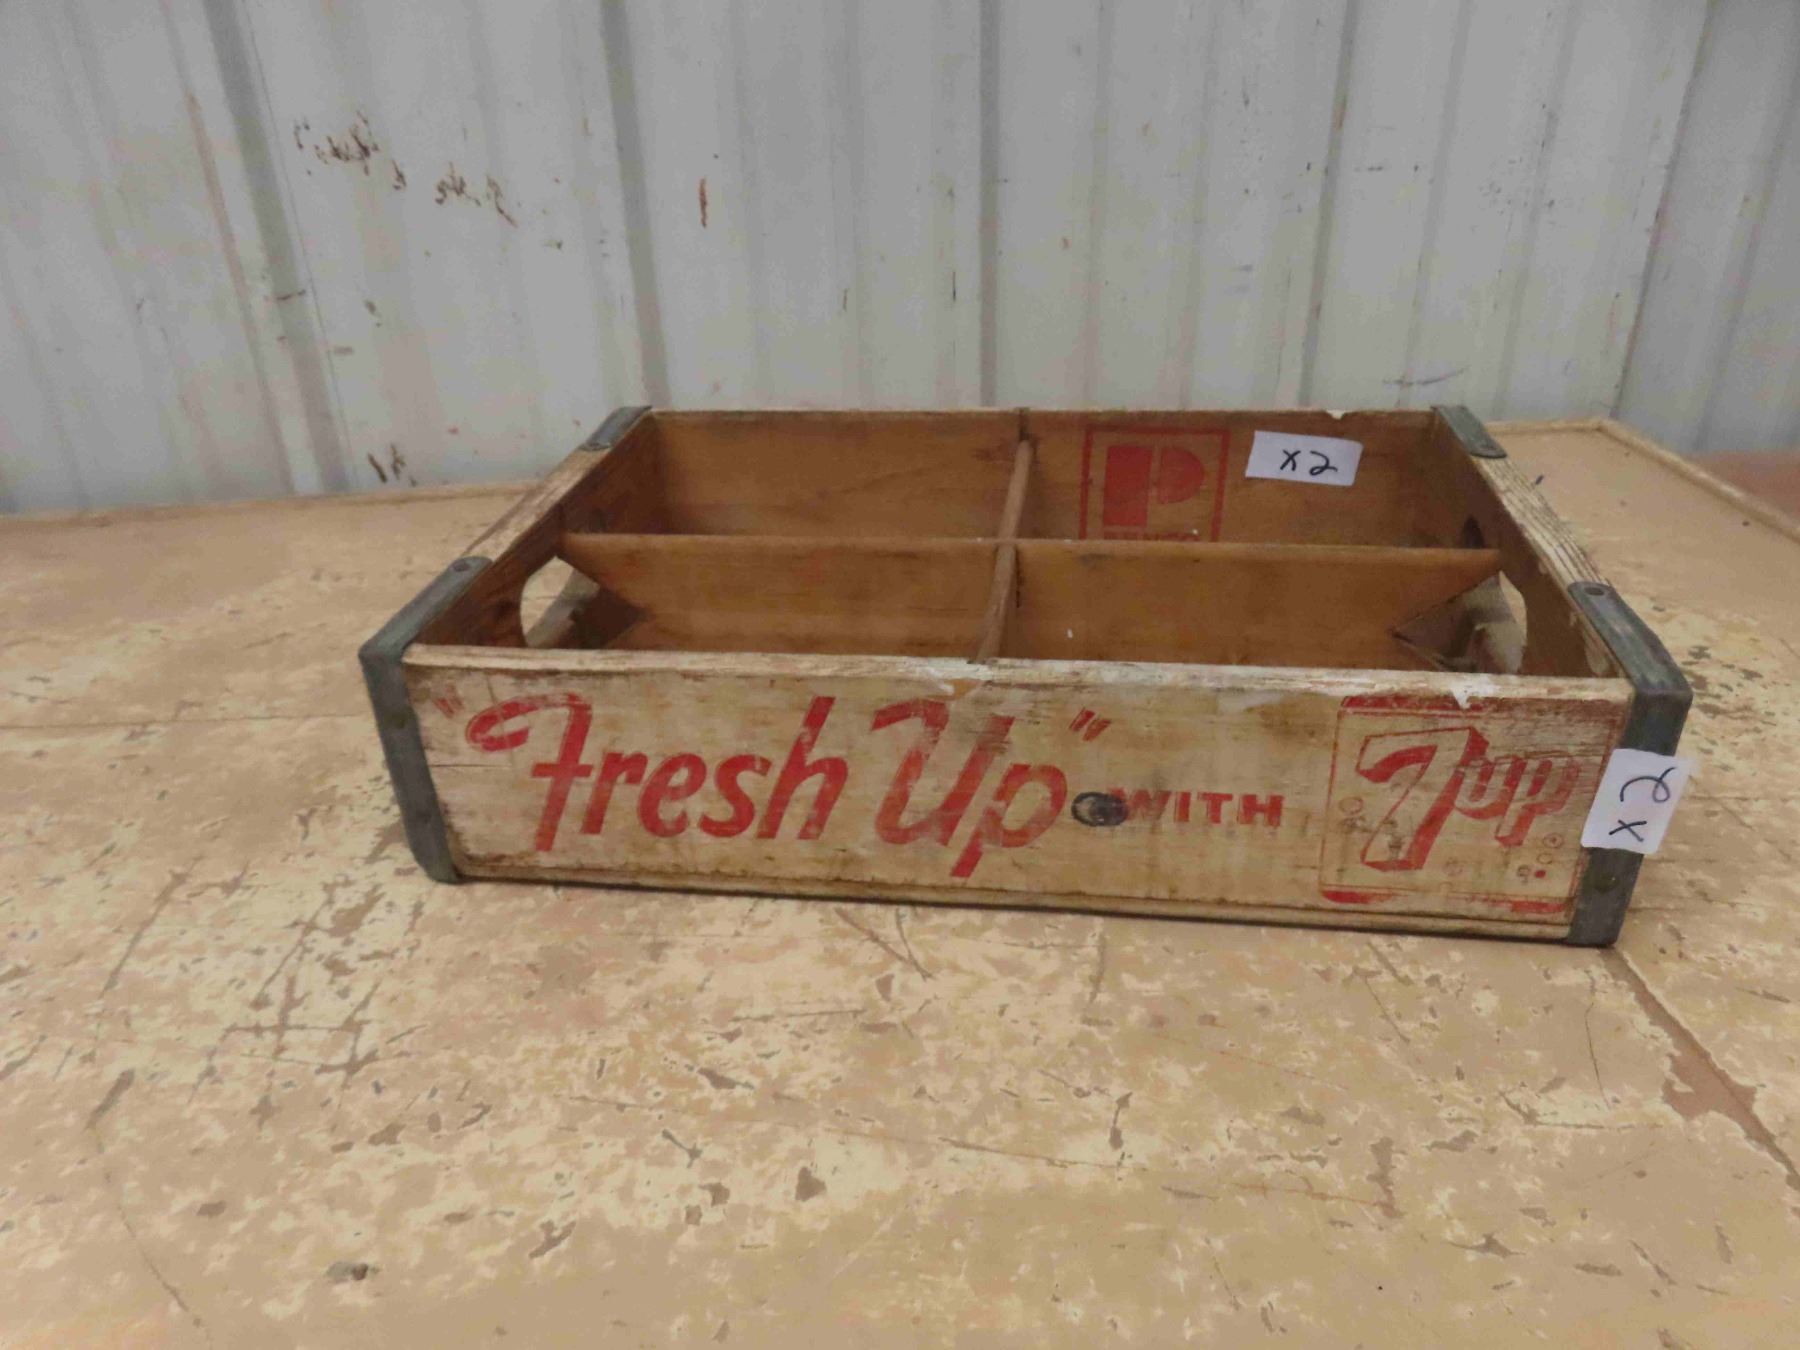 P
x2
"Fresh Up" WITH 7up
x2